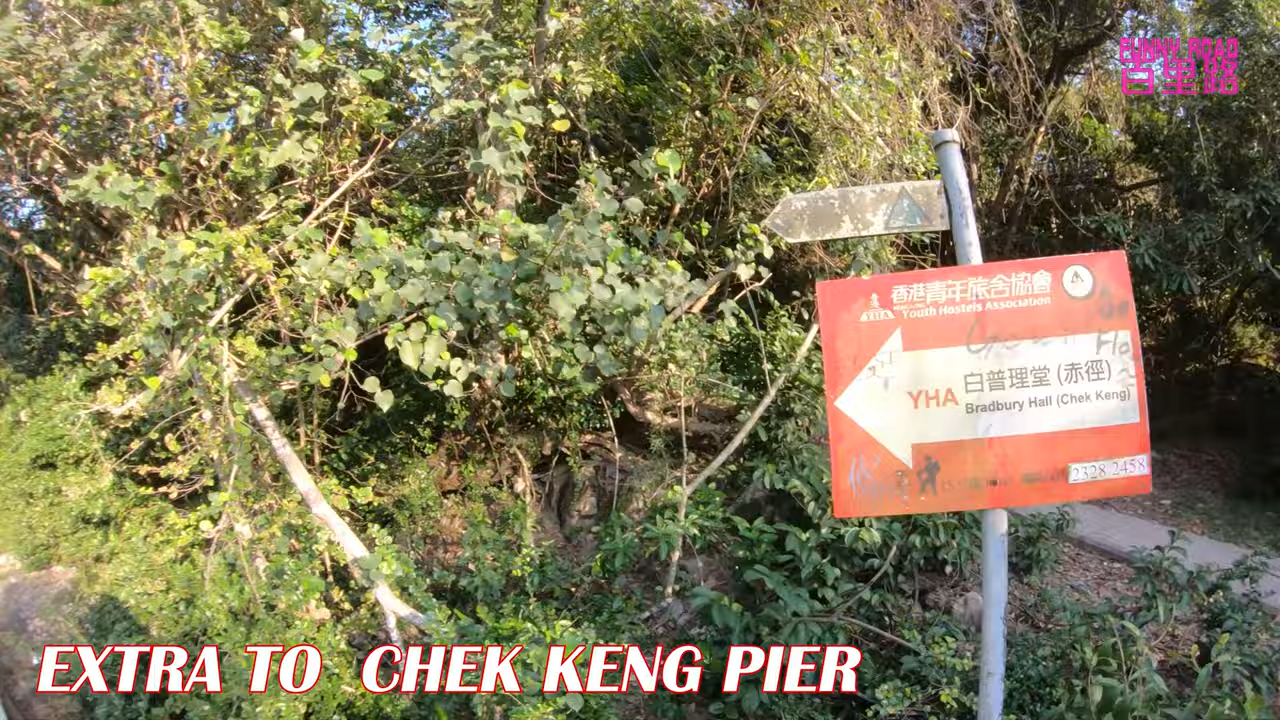 FUNNY ROAD
百里路
香港青年旅舍協會
YHA Youth Hostels Association
YHA 白普理堂 (赤徑)
Bradbury Hall (Chek Keng)
2328 2458
EXTRA TO CHEK KENG PIER